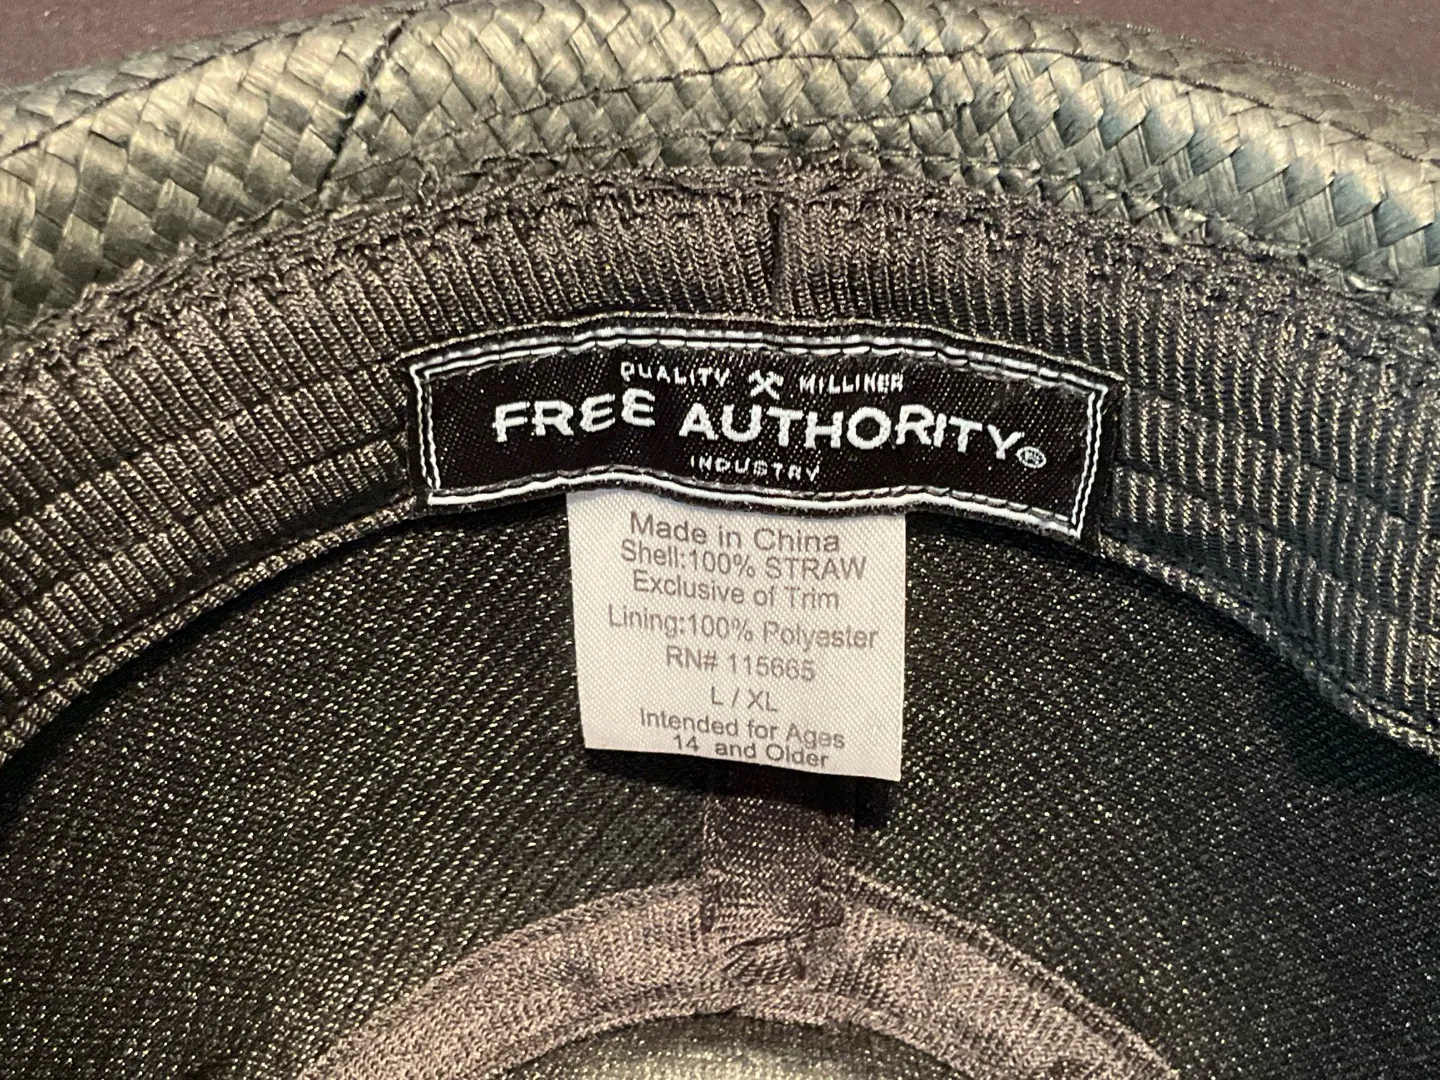 QUALITY MILLINER
FREE AUTHORITY®
INDUSTRY
Made in China
Shell:100% STRAW
Exclusive of Trim
Lining:100% Polyaster
RN# 115665
L / XL
Intended for Ages
14 and Older